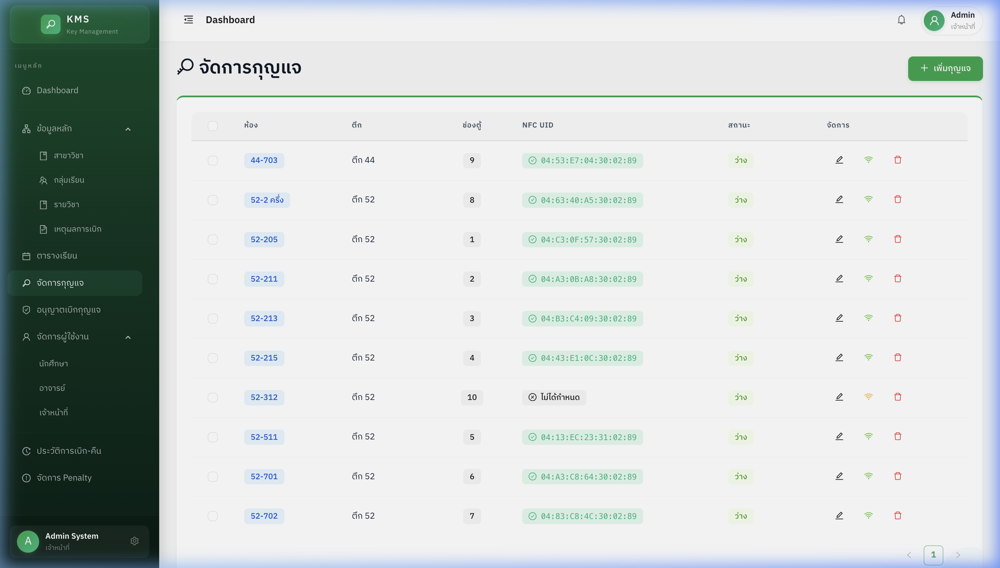 KMS
Key Management
เมนูหลัก
Dashboard
ข้อมูลหลัก
สาขาวิชา
กลุ่มเรียน
รายวิชา
เหตุผลการเบิก
ตารางเรียน
จัดการกุญแจ
อนุญาตเบิกกุญแจ
จัดการผู้ใช้งาน
นักศึกษา
อาจารย์
เจ้าหน้าที่
ประวัติการเบิก-คืน
จัดการ Penalty
A
Admin System
เจ้าหน้าที่
Dashboard
Admin
เจ้าหน้าที่
จัดการกุญแจ
เพิ่มกุญแจ
ห้อง ตึก ช่องตู้ NFC UID สถานะ จัดการ
44-703 ตึก 44 9 04:53:E7:04:30:02:89 ว่าง
52-2 ครึ่ง ตึก 52 8 04:63:40:A5:30:02:89 ว่าง
52-205 ตึก 52 1 04:C3:0F:57:30:02:89 ว่าง
52-211 ตึก 52 2 04:A3:0B:A8:30:02:89 ว่าง
52-213 ตึก 52 3 04:B3:C4:09:30:02:89 ว่าง
52-215 ตึก 52 4 04:43:E1:0C:30:02:89 ว่าง
52-312 ตึก 52 10 ไม่ได้กำหนด ว่าง
52-511 ตึก 52 5 04:13:EC:23:31:02:89 ว่าง
52-701 ตึก 52 6 04:A3:C8:64:30:02:89 ว่าง
52-702 ตึก 52 7 04:83:C8:4C:30:02:89 ว่าง
1